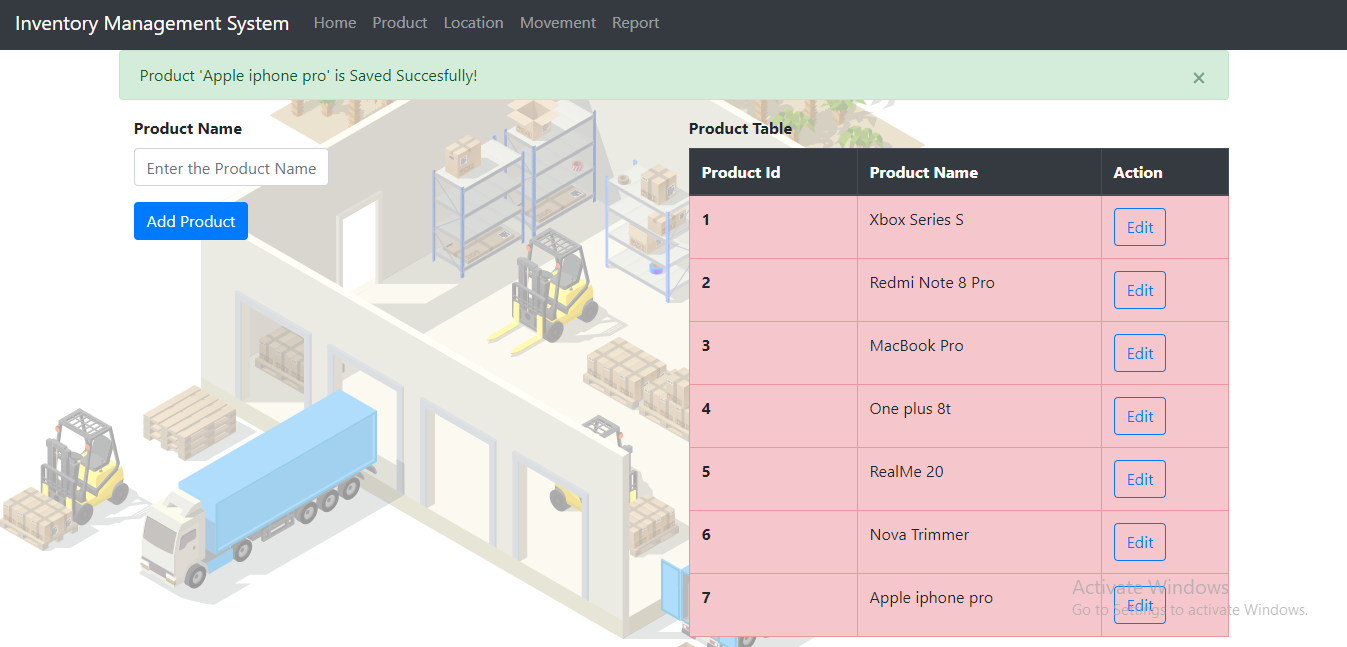 Inventory Management System Home Product Location Movement Report
Product 'Apple iphone pro' is Saved Succesfully! ×
Product Name
Enter the Product Name
Add Product
Product Table
Product Id Product Name Action
1 Xbox Series S Edit
2 Redmi Note 8 Pro Edit
3 MacBook Pro Edit
4 One plus 8t Edit
5 RealMe 20 Edit
6 Nova Trimmer Edit
7 Apple iphone pro Edit
Activate Windows
Go to Settings to activate Windows.